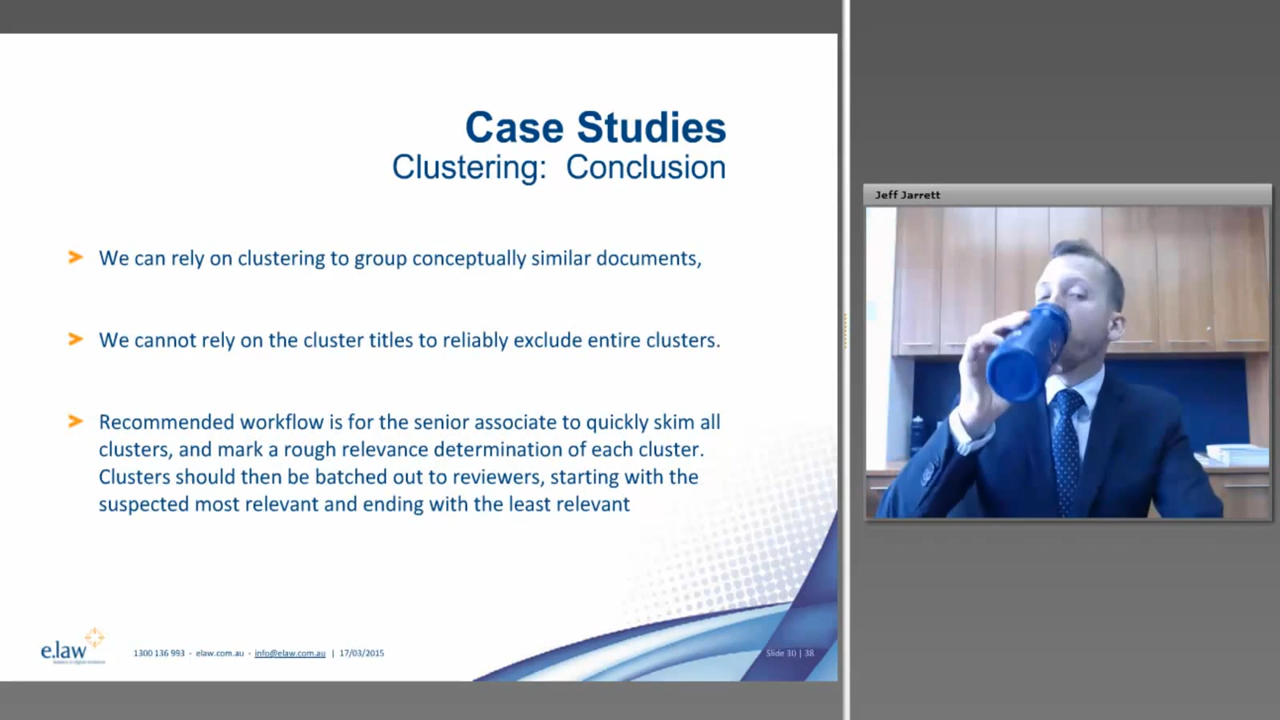 Case Studies
Clustering: Conclusion
We can rely on clustering to group conceptually similar documents,
We cannot rely on the cluster titles to reliably exclude entire clusters.
Recommended workflow is for the senior associate to quickly skim all
clusters, and mark a rough relevance determination of each cluster.
Clusters should then be batched out to reviewers, starting with the
suspected most relevant and ending with the least relevant
e.law
1300 136 993 - elaw.com.au - info@elaw.com.au | 17/03/2015
Slide 30 | 38
Jeff Jarrett